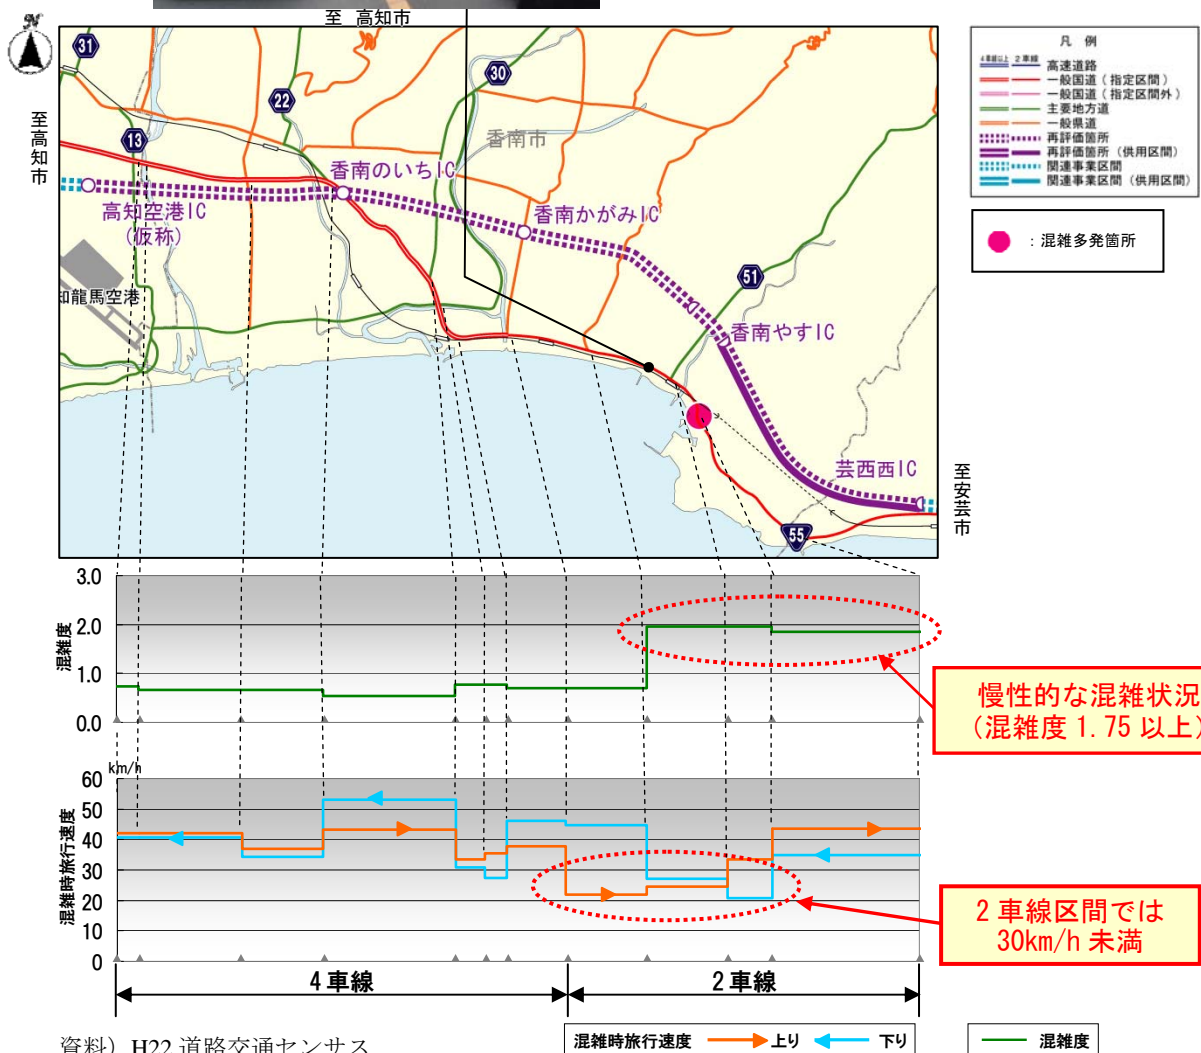 至 高知市
N
31
30
22
13
至高知市
香南市
香南のいちIC
香南かがみIC
高知空港IC
(仮称)
51
知龍馬空港
香南やすIC
芸西西IC
至安芸市
55
凡 例
4車線以上 2車線
高速道路
一般国道(指定区間)
一般国道(指定区間外)
主要地方道
一般県道
再評価箇所
再評価箇所(供用区間)
関連事業区間
関連事業区間(供用区間)
:混雑多発箇所
混雑度
3.0
2.0
1.0
0.0
慢性的な混雑状況
(混雑度 1.75 以上)
km/h
混雑時旅行速度
60
50
40
30
20
10
0
2 車線区間では
30km/h 未満
4 車線
2 車線
資料) H22 道路交通センサス
混雑時旅行速度 上り 下り
混雑度